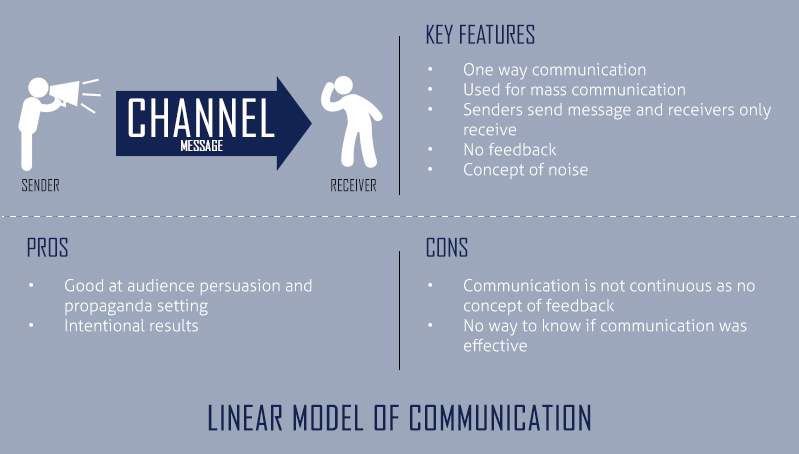 CHANNEL
MESSAGE
SENDER
RECEIVER
KEY FEATURES
• One way communication
• Used for mass communication
• Senders send message and receivers only
receive
• No feedback
• Concept of noise
PROS
• Good at audience persuasion and
propaganda setting
• Intentional results
CONS
• Communication is not continuous as no
concept of feedback
• No way to know if communication was
effective
LINEAR MODEL OF COMMUNICATION